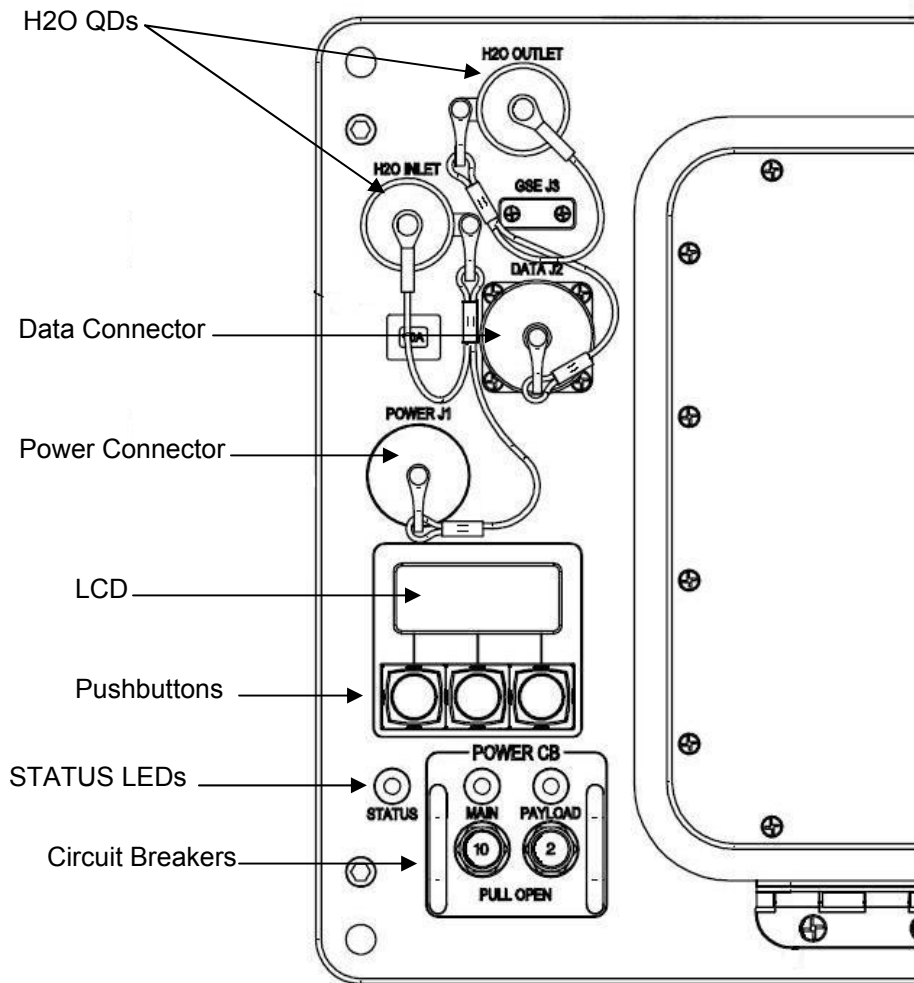 H2O QDs
H2O OUTLET
H2O INLET
GSE J3
DATA J2
Data Connector
POWER J1
Power Connector
LCD
Pushbuttons
POWER CB
STATUS LEDs
STATUS
MAIN
PAYLOAD
Circuit Breakers
10
2
PULL OPEN